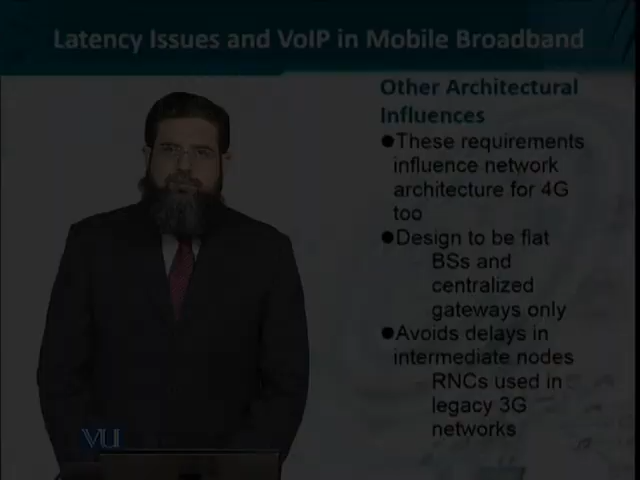 Latency Issues and VoIP in Mobile Broadband
Other Architectural
Influences
●These requirements
influence network
architecture for 4G
too
●Design to be flat
BSs and
centralized
gateways only
●Avoids delays in
intermediate nodes
RNCs used in
legacy 3G
networks
VU